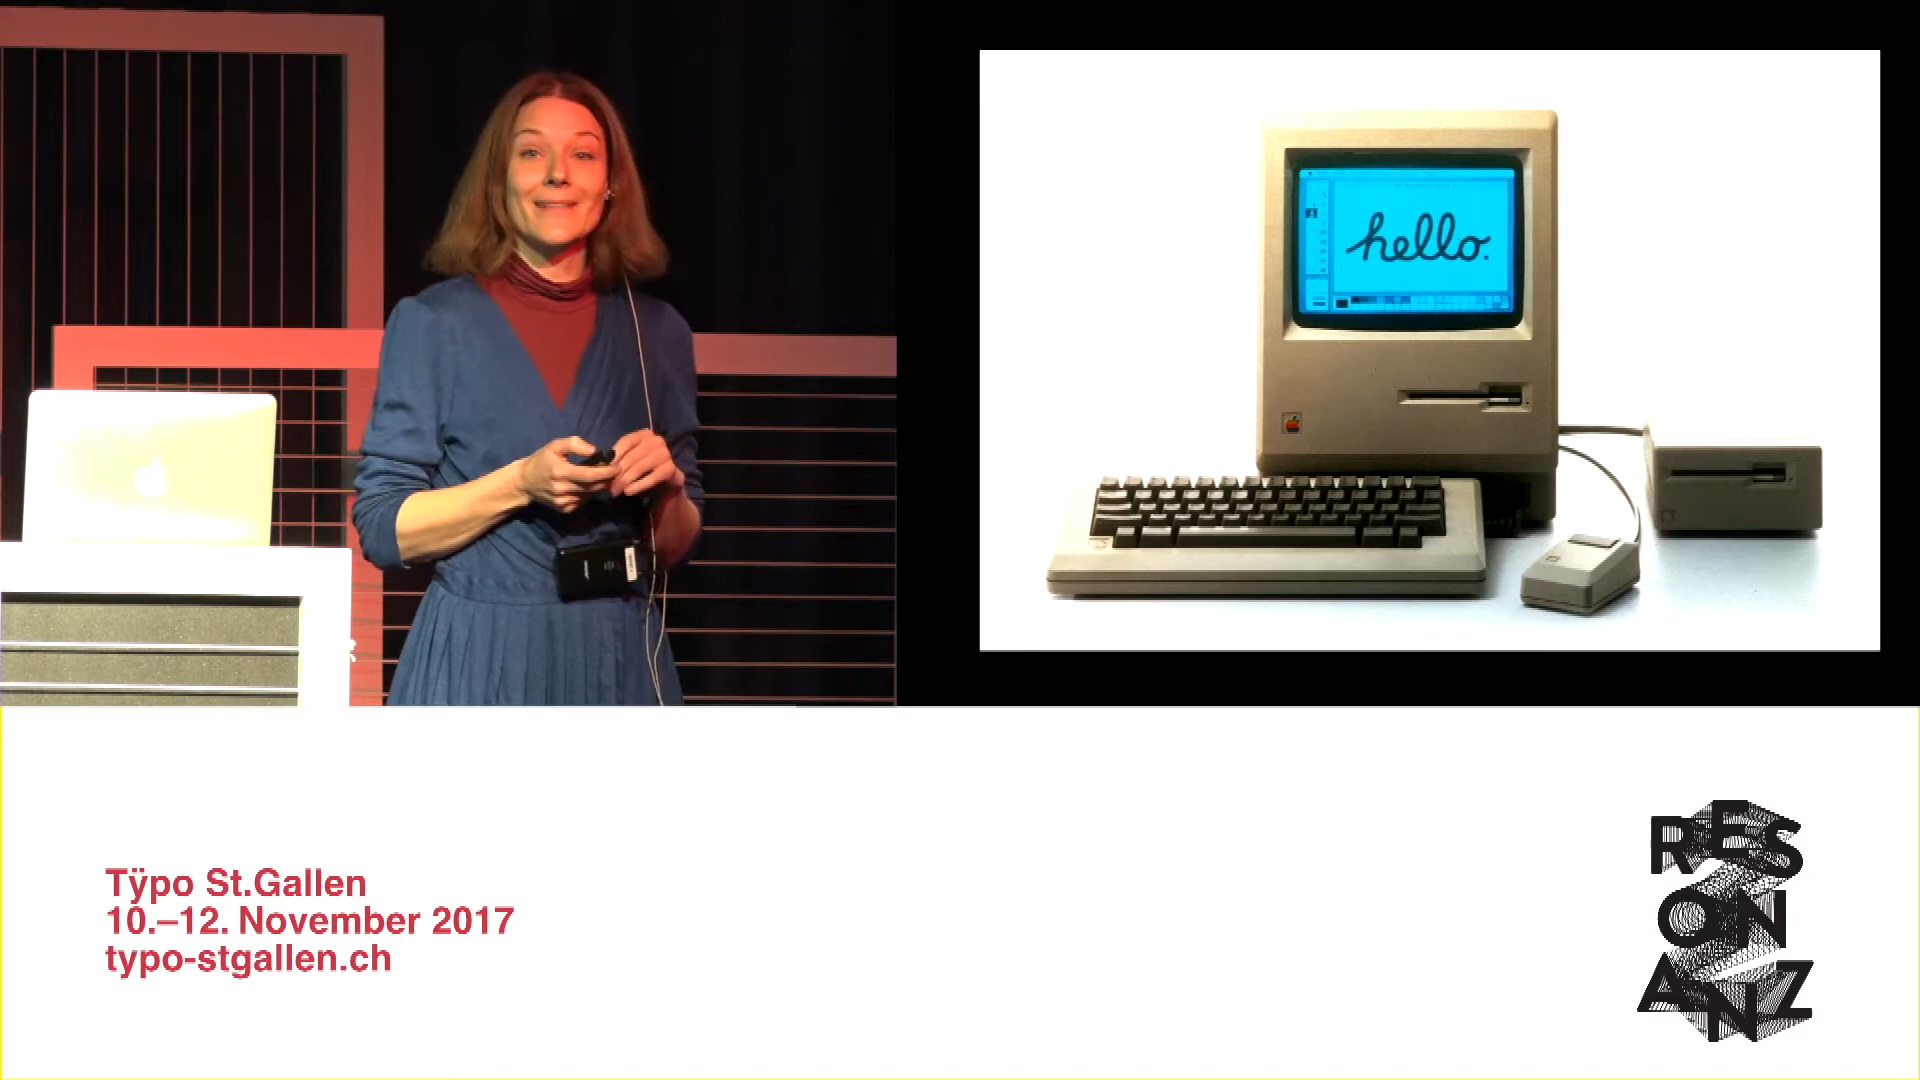 hello.
Tÿpo St.Gallen
10.–12. November 2017
typo-stgallen.ch
RES
ON
ANZ